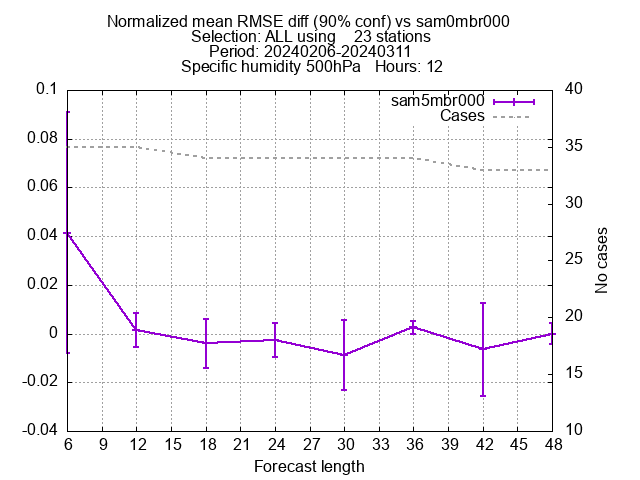 Normalized mean RMSE diff (90% conf) vs sam0mbr000
Selection: ALL using    23 stations
Period: 20240206-20240311
Specific humidity 500hPa   Hours: 12
sam5mbr000
Cases
0.1
0.08
0.06
0.04
0.02
0
-0.02
-0.04
40
35
30
25
20
15
10
No cases
6 9 12 15 18 21 24 27 30 33 36 39 42 45 48
Forecast length